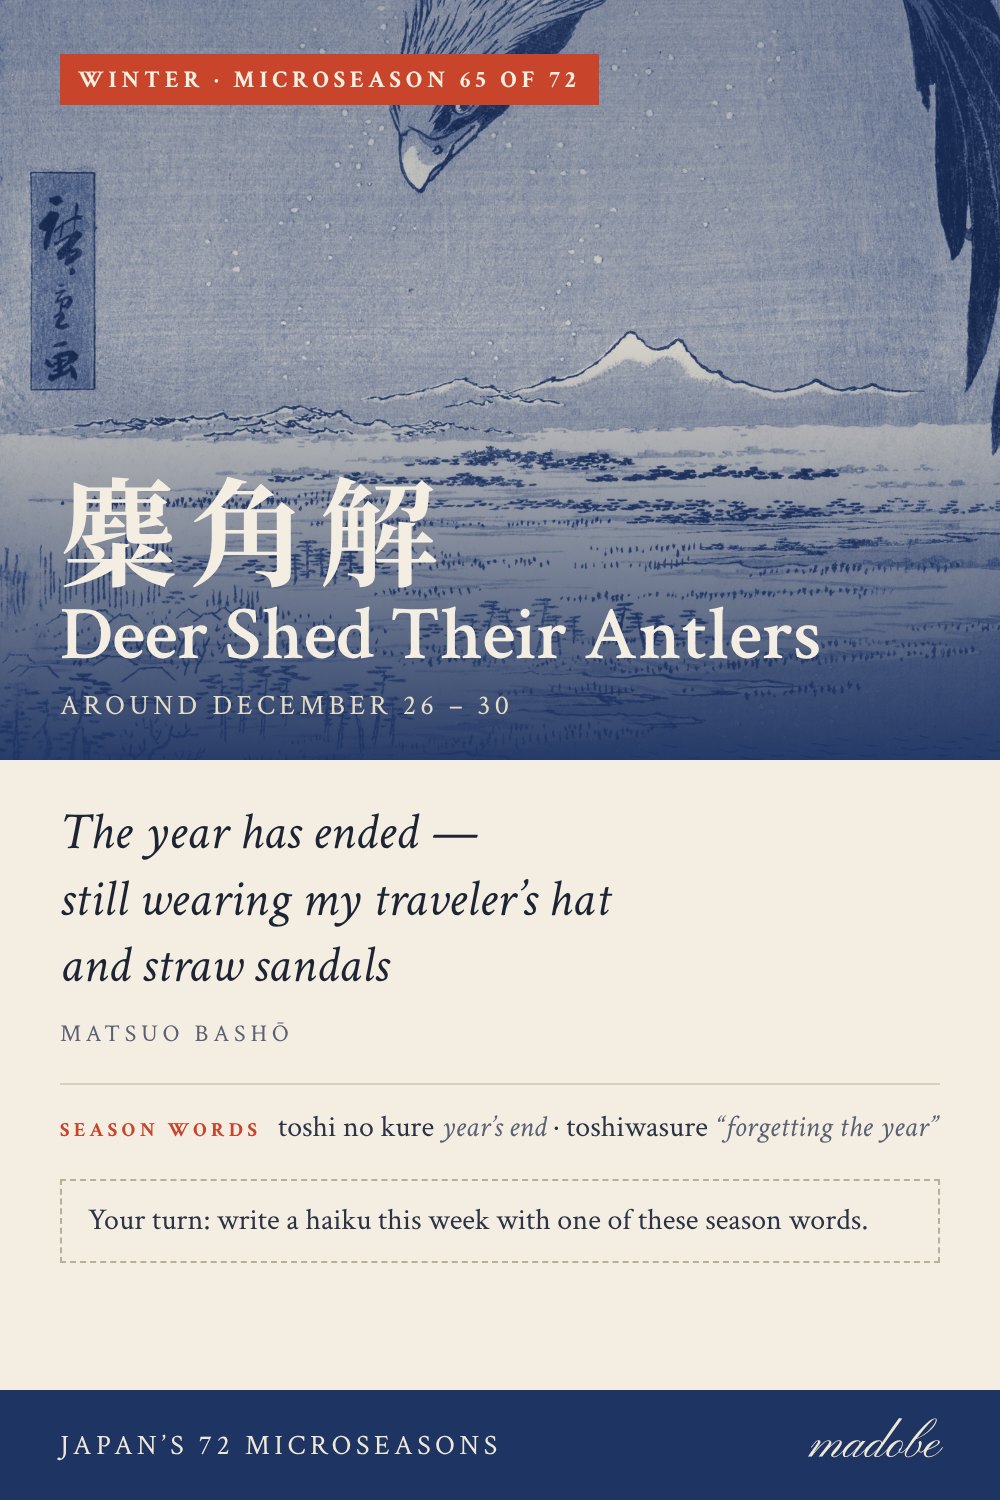 WINTER · MICROSEASON 65 OF 72
廣重画
麋角解
Deer Shed Their Antlers
AROUND DECEMBER 26 – 30
The year has ended —
still wearing my traveler’s hat
and straw sandals
MATSUO BASHŌ
SEASON WORDS toshi no kure year’s end · toshiwasure “forgetting the year”
Your turn: write a haiku this week with one of these season words.
JAPAN’S 72 MICROSEASONS
madobe